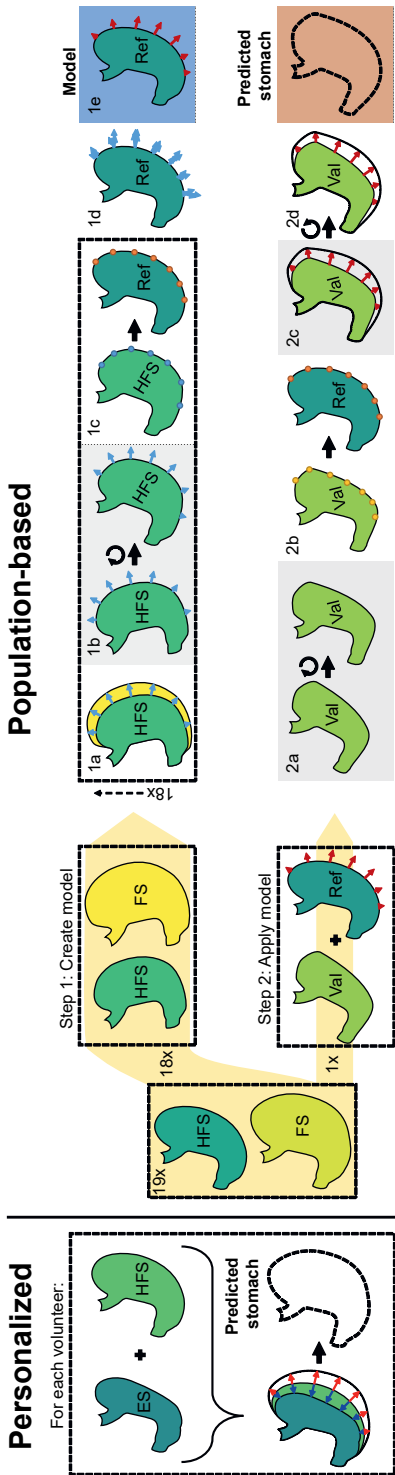 Personalized
For each volunteer:
ES
+
HFS
Predicted
stomach
Population-based
19x
HFS
FS
18x
1x
Step 1: Create model
HFS
FS
18x
1a
HFS
1b
HFS
HFS
1c
HFS
Ref
1d
Ref
1e
Ref
Model
Step 2: Apply model
Val
+
Ref
2a
Val
Val
2b
Val
Ref
2c
Val
2d
Val
Predicted
stomach